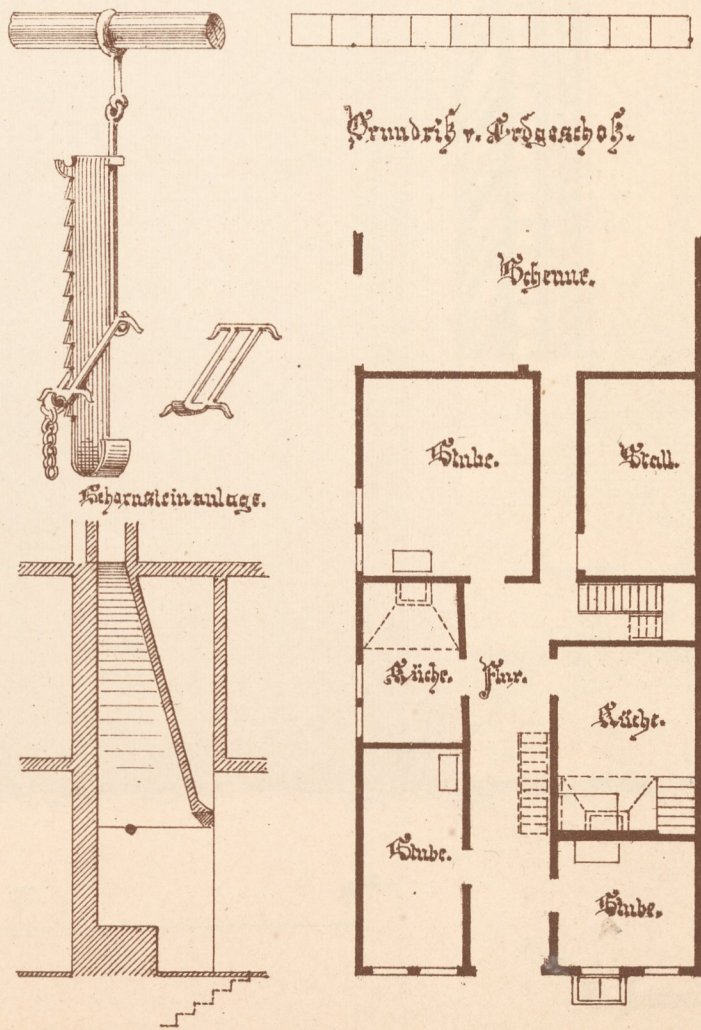 Grundriß v. Erdgeschoß.
Scheune.
Stube.
Stall.
Schornsteinanlage.
Küche.
Flur.
Küche.
Stube.
Stube.